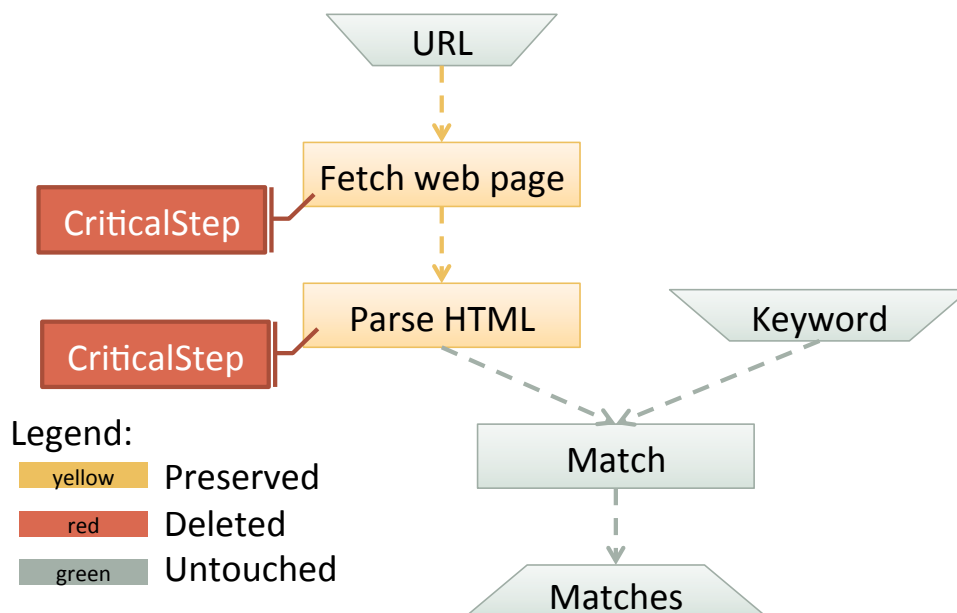 URL
Fetch web page
CriticalStep
Parse HTML
Keyword
CriticalStep
Legend:
Match
yellow Preserved
red Deleted
green Untouched
Matches